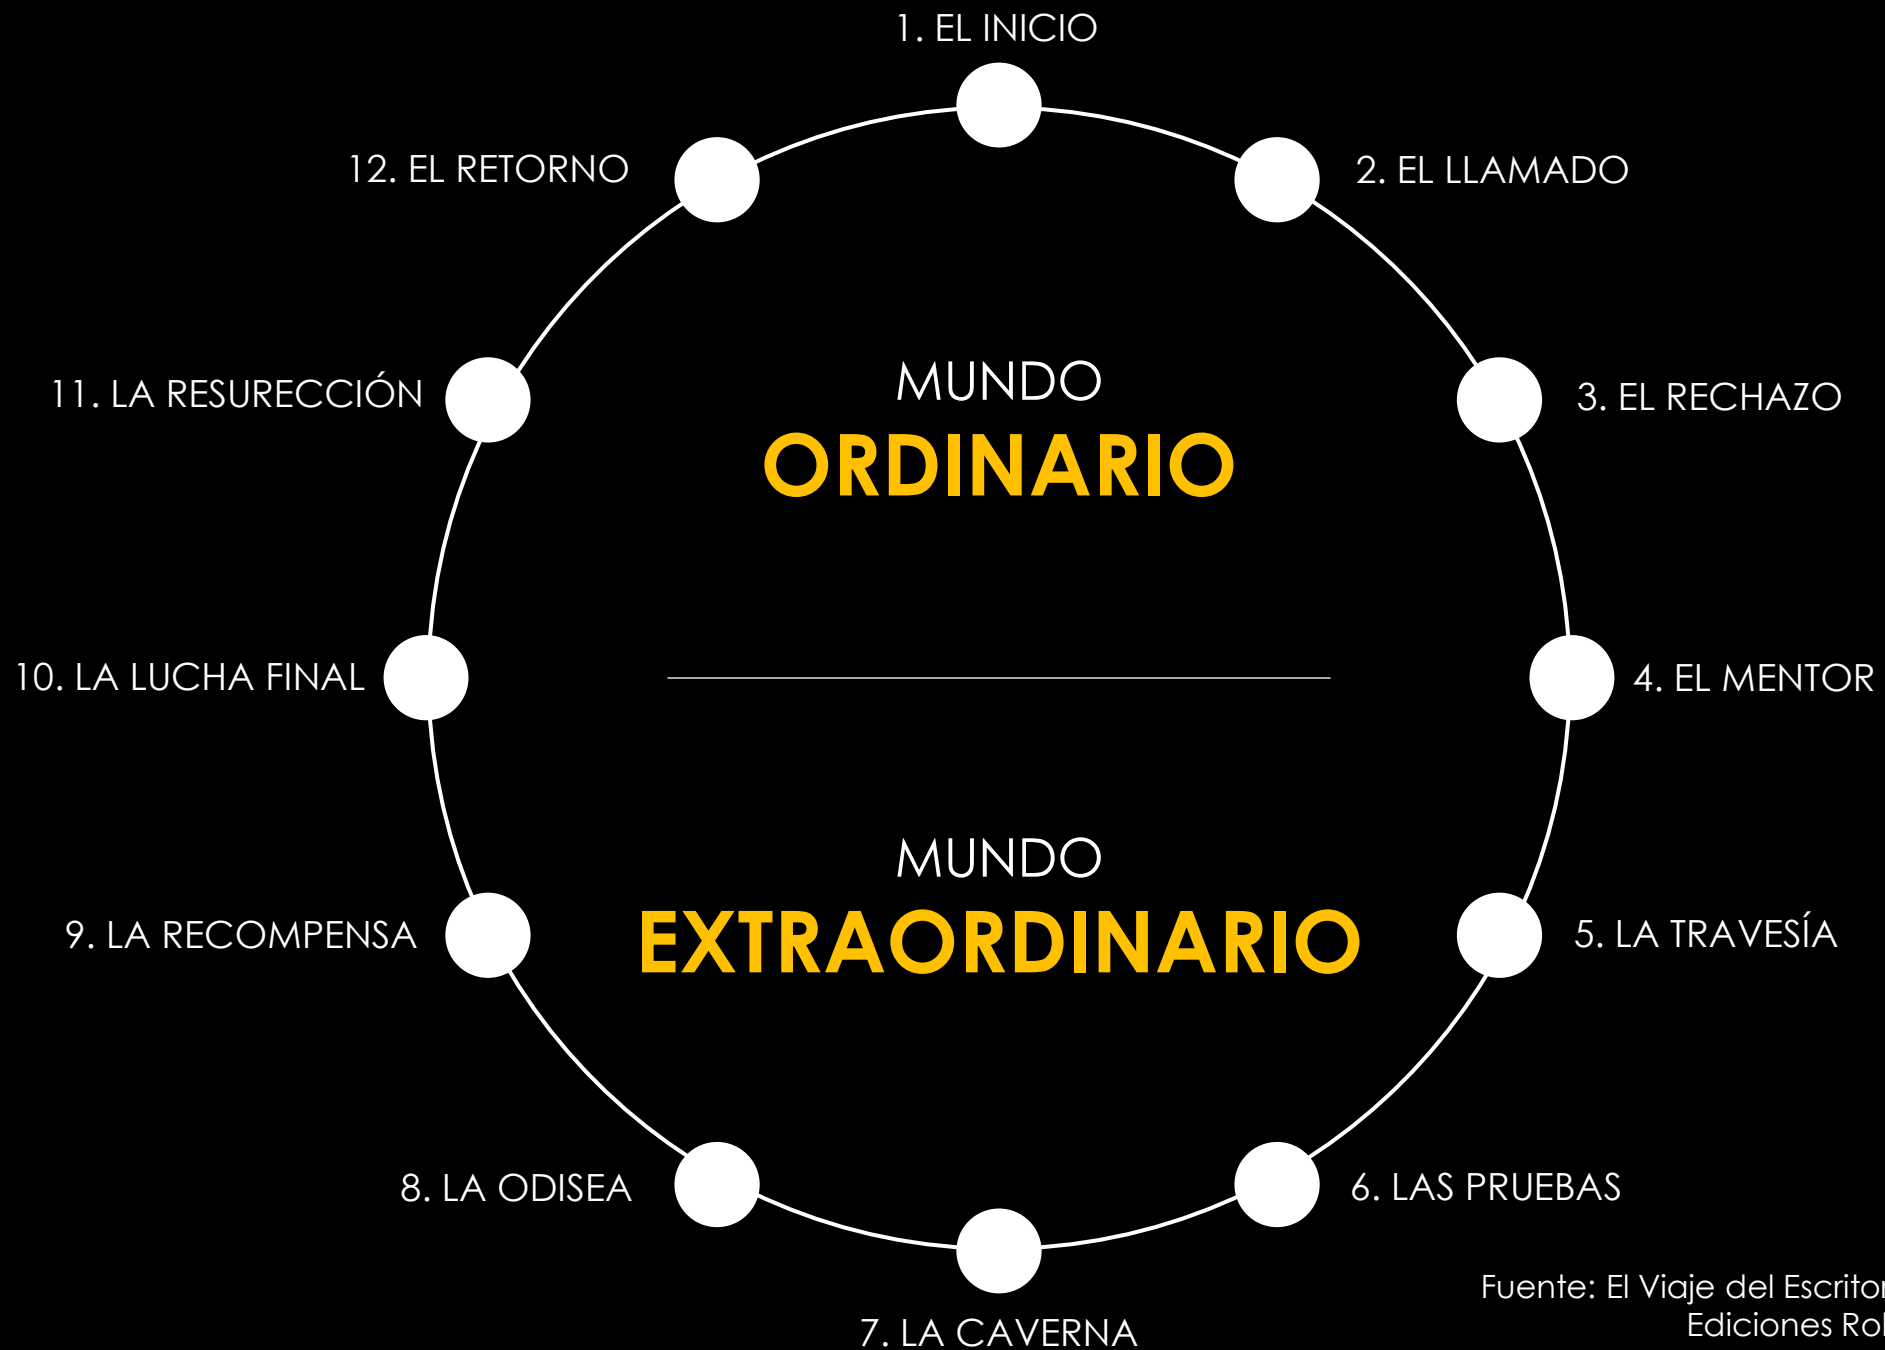 1. EL INICIO
2. EL LLAMADO
3. EL RECHAZO
4. EL MENTOR
5. LA TRAVESÍA
6. LAS PRUEBAS
7. LA CAVERNA
8. LA ODISEA
9. LA RECOMPENSA
10. LA LUCHA FINAL
11. LA RESURECCIÓN
12. EL RETORNO
MUNDO
ORDINARIO
MUNDO
EXTRAORDINARIO
Fuente: El Viaje del Escritor
Ediciones